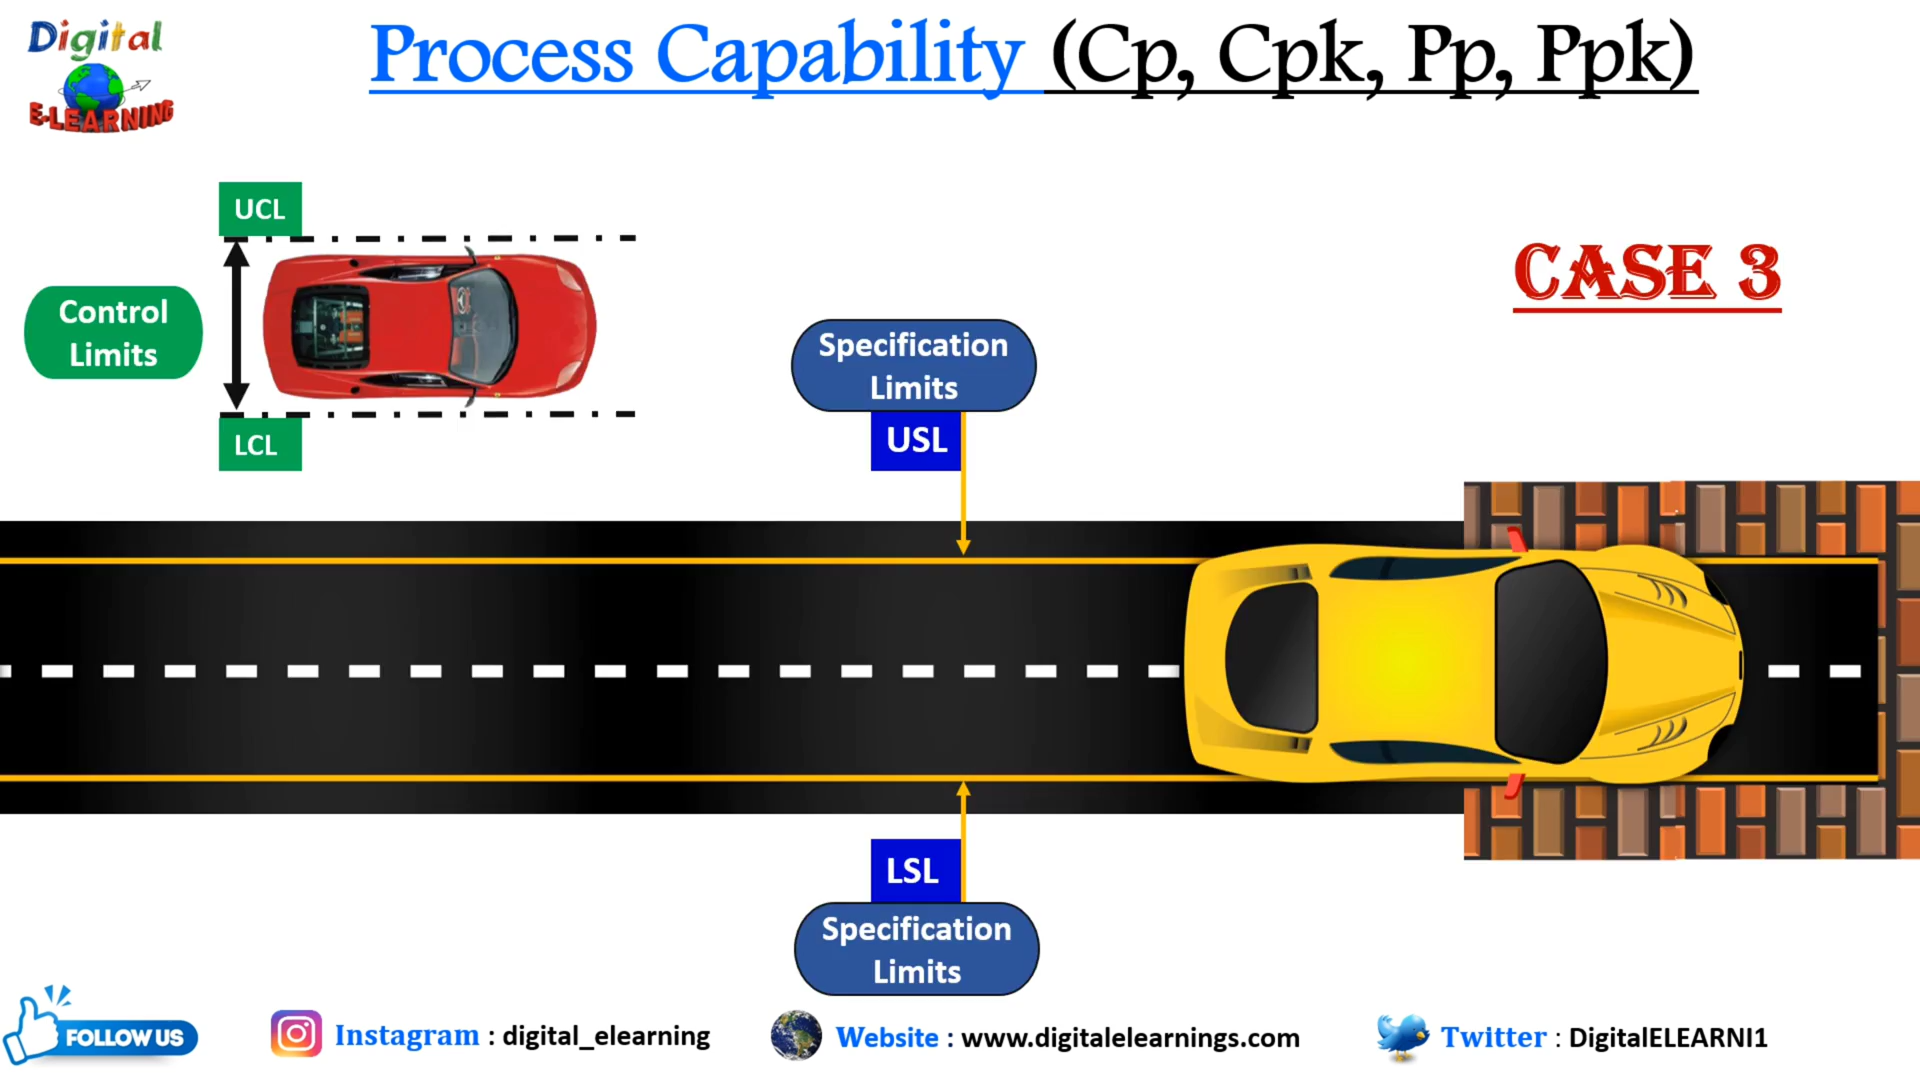 Digital
E-LEARNING
Process Capability (Cp, Cpk, Pp, Ppk)
UCL
Control
Limits
LCL
CASE 3
Specification
Limits
USL
LSL
Specification
Limits
FOLLOW US
Instagram : digital_elearning
Website : www.digitalelearnings.com
Twitter : DigitalELEARNI1